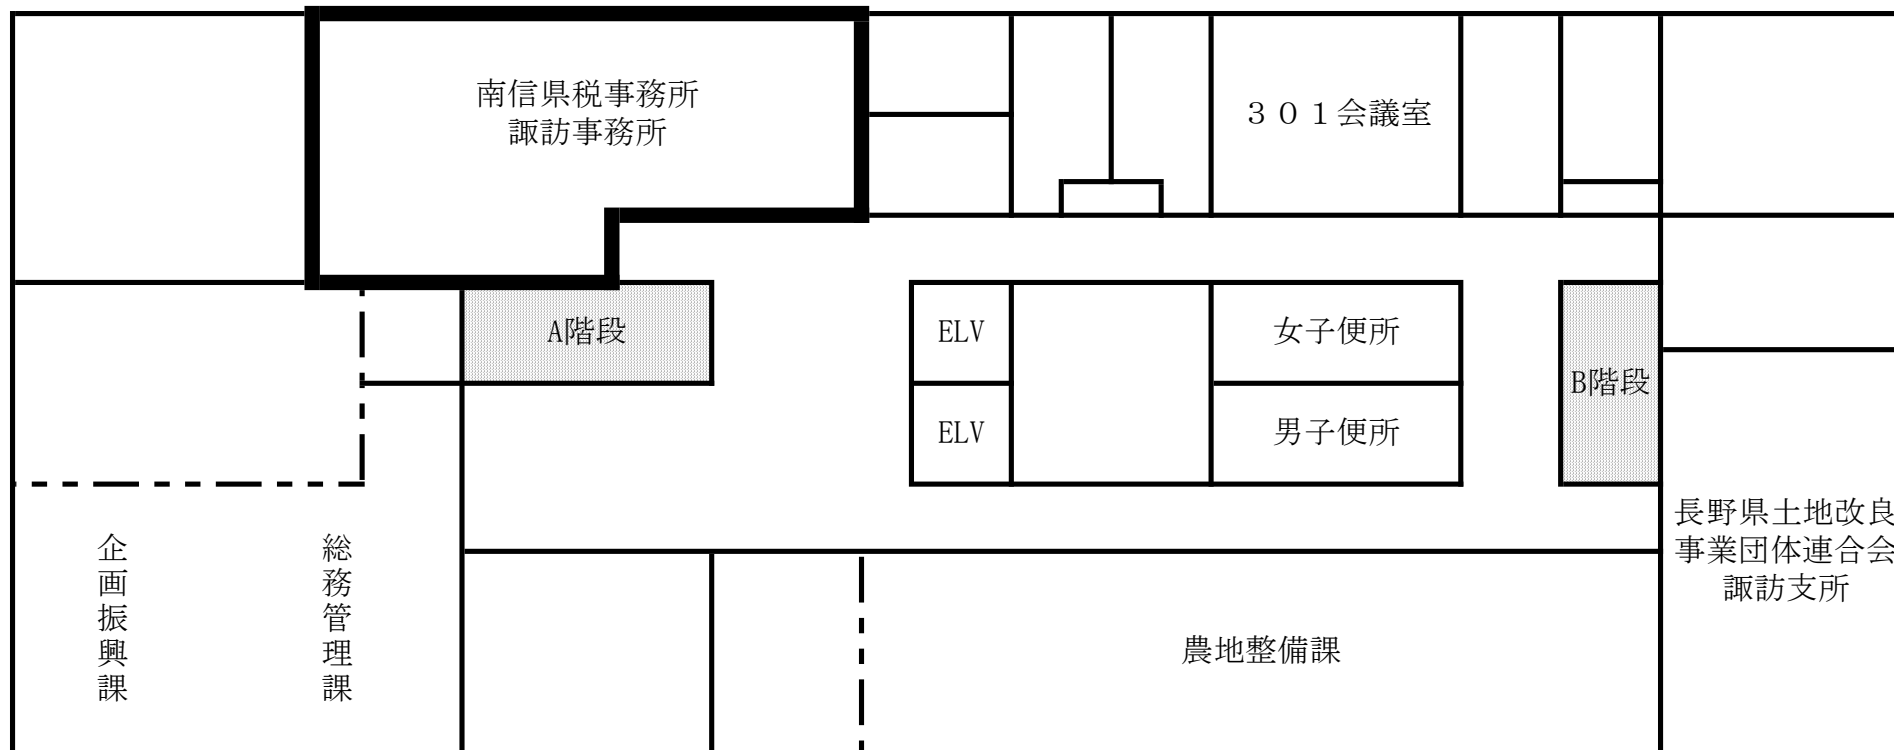 南信県税事務所
諏訪事務所
３０１会議室
A階段
ELV
女子便所
B階段
ELV
男子便所
長野県土地改良
事業団体連合会
諏訪支所
企画振興課
総務管理課
農地整備課